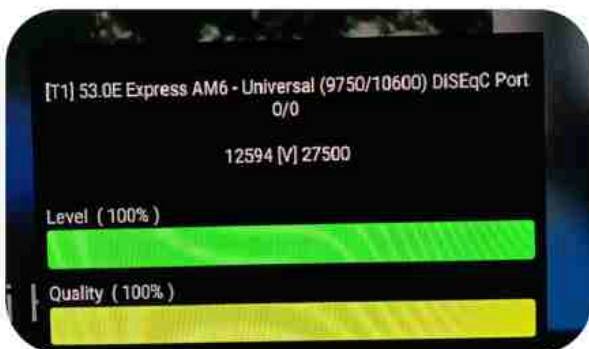 [T1] 53.0E Express AM6 - Universal (9750/10600) DiSEqC Port
0/0
12594 [V] 27500
Level ( 100% )
Quality ( 100% )